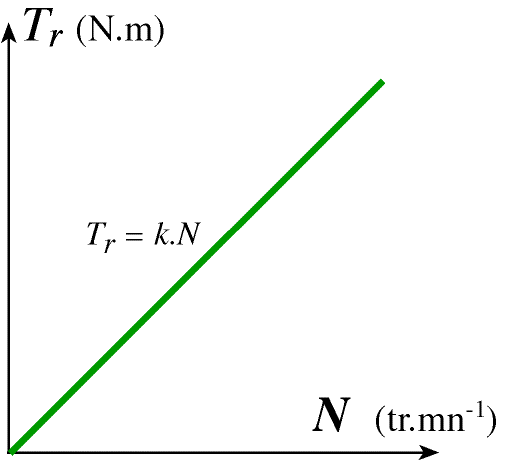 Tr (N.m)
Tr = k.N
N (tr.mn-1)